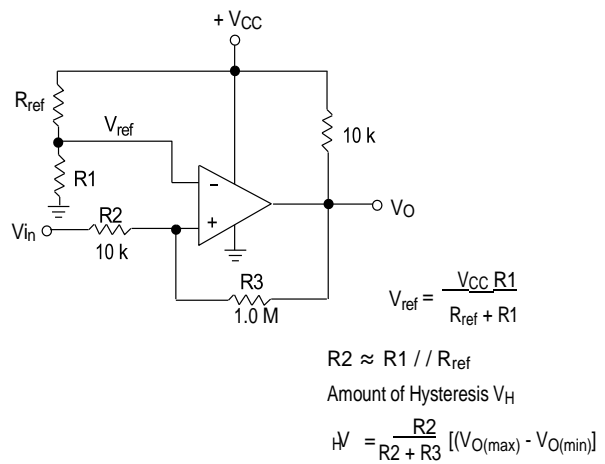 + VCC
Rref
Vref
10 k
R1
-
+
VO
Vin
R2
10 k
R3
1.0 M
Vref = VCC R1
Rref + R1
R2 ≈ R1 / / Rref
Amount of Hysteresis VH
HV = R2
R2 + R3 [(VO(max) - VO(min)]